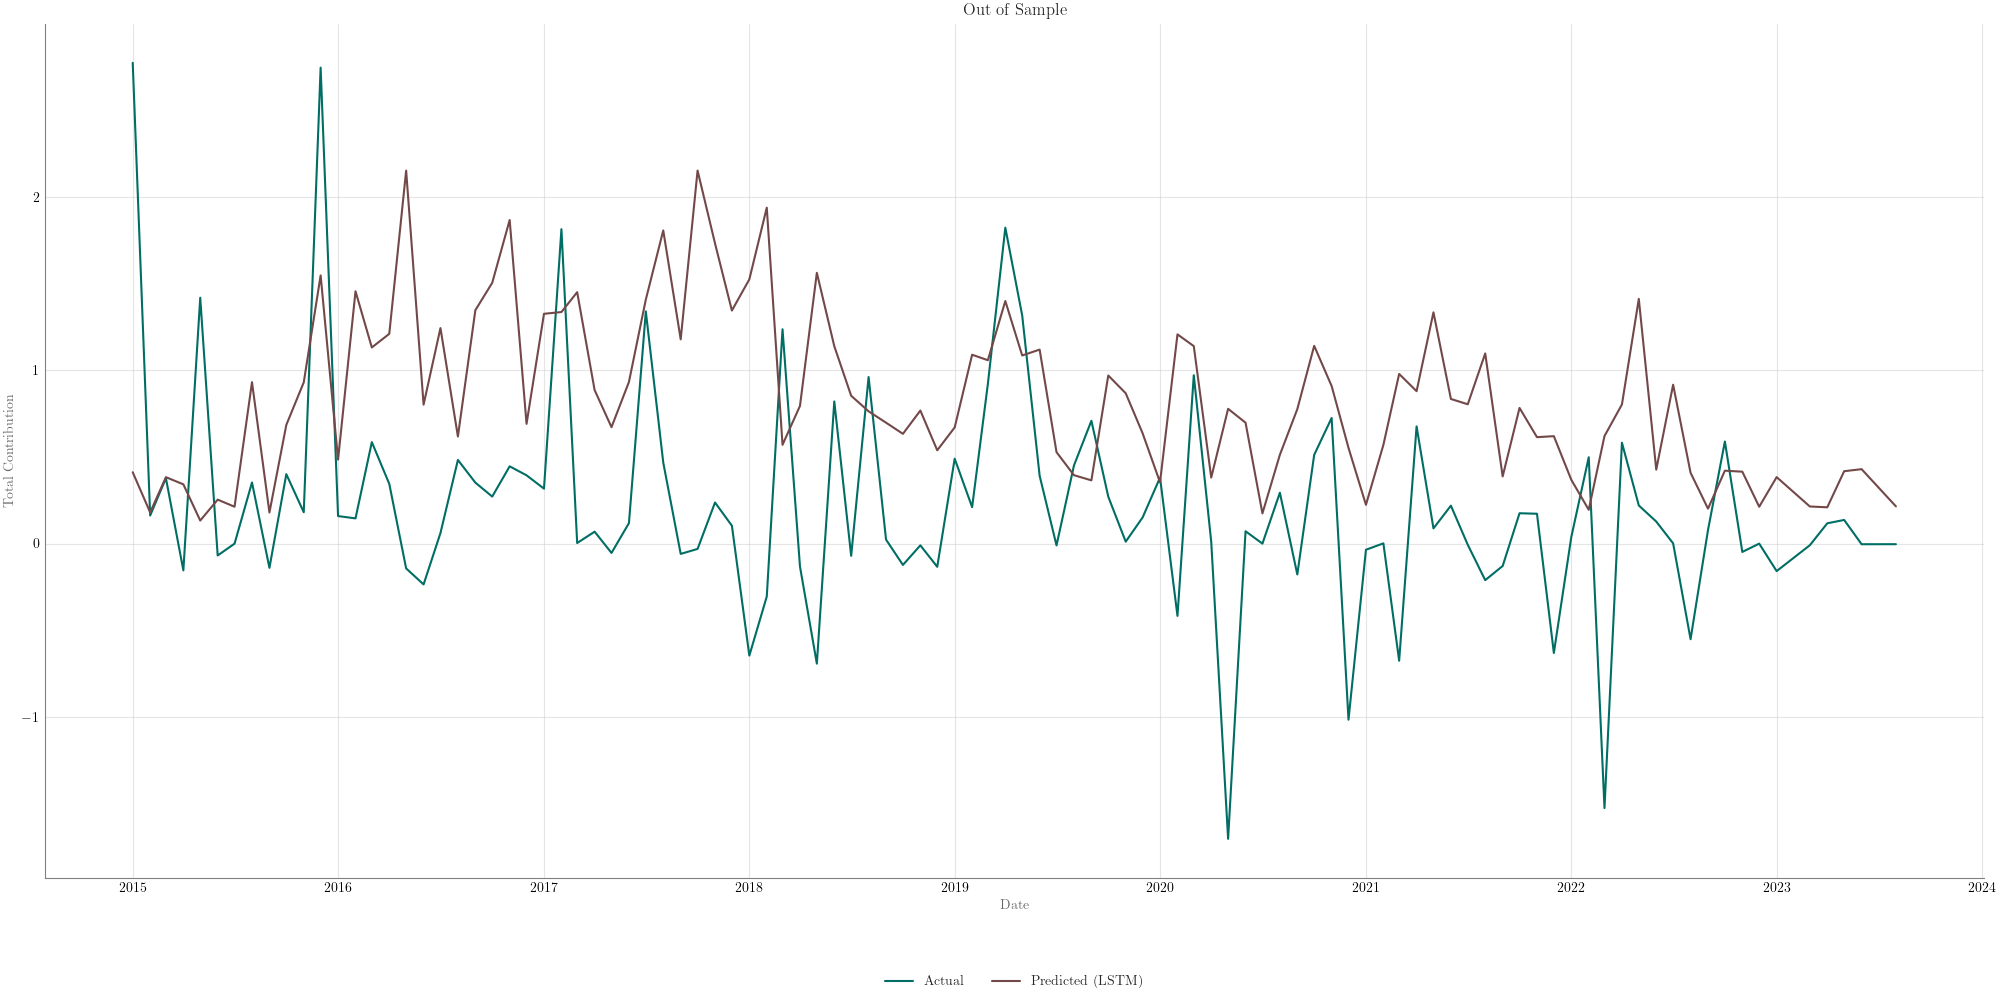 Out of Sample
Total Contribution
2
1
0
−1
2015 2016 2017 2018 2019 2020 2021 2022 2023 2024
Date
Actual Predicted (LSTM)